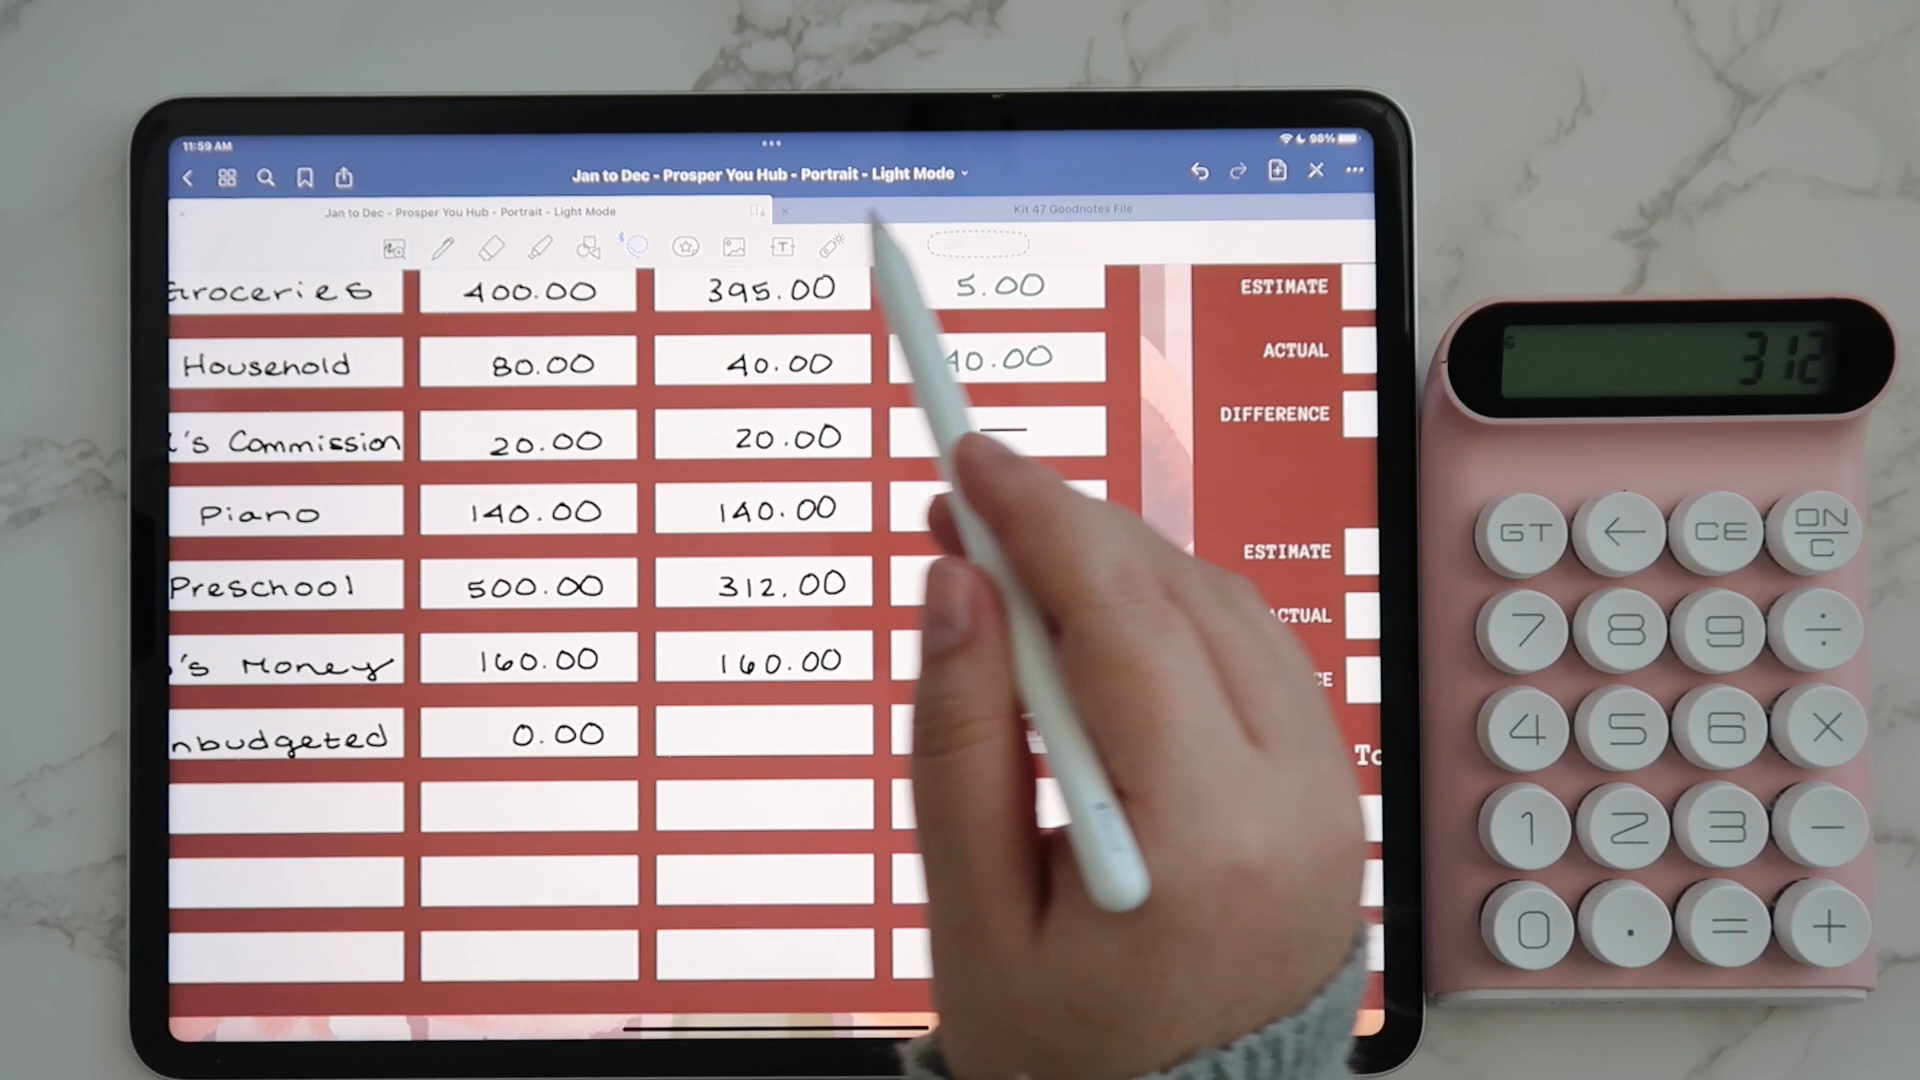 11:59 AM
98%
Jan to Dec - Prosper You Hub - Portrait - Light Mode
Jan to Dec - Prosper You Hub - Portrait - Light Mode
Kit 47 Goodnotes File
Groceries 400.00 395.00 5.00
Household 80.00 40.00 40.00
's Commission 20.00 20.00 —
Piano 140.00 140.00
Preschool 500.00 312.00
's Money 160.00 160.00
nbudgeted 0.00
ESTIMATE
ACTUAL
DIFFERENCE
ESTIMATE
ACTUAL
CE
To
G 312
GT ← CE ON/C
7 8 9 ÷
4 5 6 ×
1 2 3 −
0 . = +